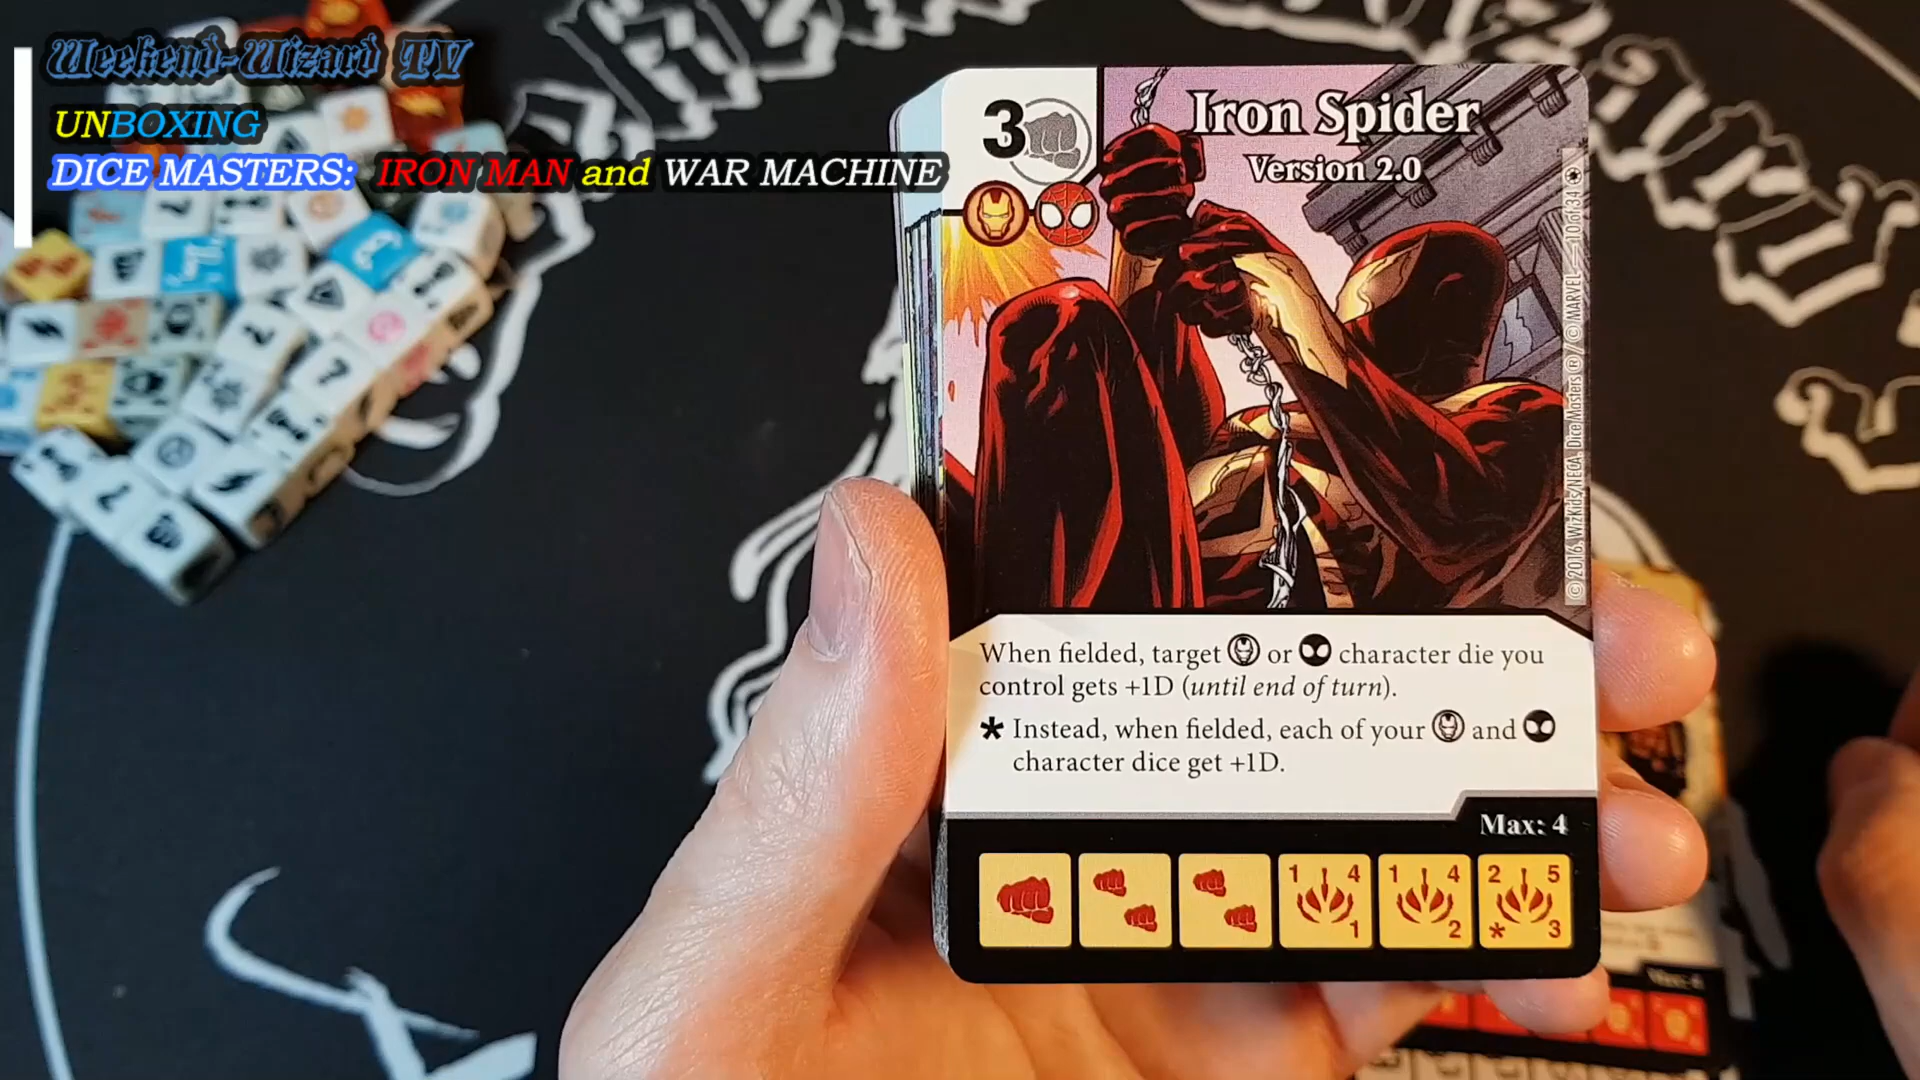 Weekend-Wizard TV
UNBOXING
DICE MASTERS: IRON MAN and WAR MACHINE
3
Iron Spider
Version 2.0
© 2016 WizKids/NECA. Dice Masters ® / © MARVEL — 10 of 34
When fielded, target or character die you
control gets +1D (until end of turn).
* Instead, when fielded, each of your and
character dice get +1D.
Max: 4
1 4 1 4 2 5
1 2 * 3